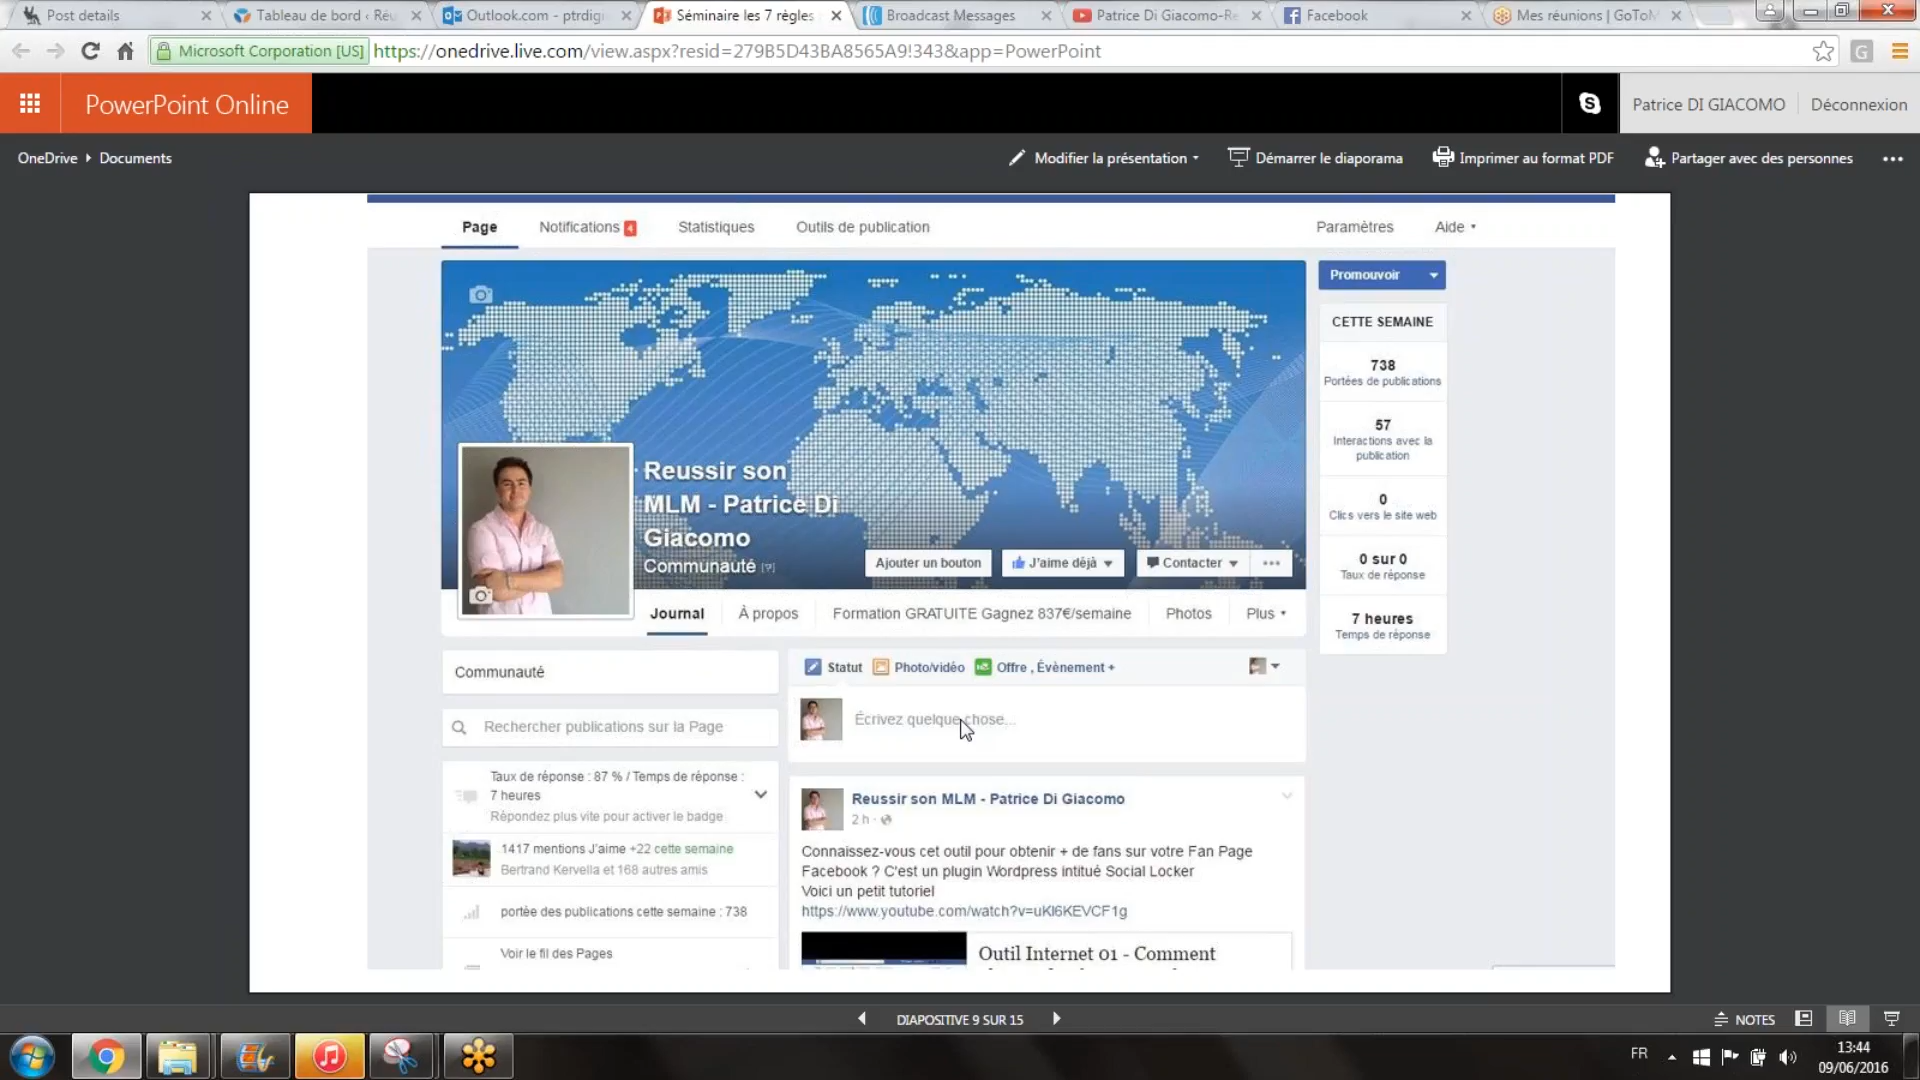 Post details
Tableau de bord ‹ Réu
Outlook.com - ptrdigi
Séminaire les 7 règles
Broadcast Messages
Patrice Di Giacomo-Re
Facebook
Mes réunions | GoToM
Microsoft Corporation [US] https://onedrive.live.com/view.aspx?resid=279B5D43BA8565A9!343&app=PowerPoint
PowerPoint Online
Patrice DI GIACOMO
Déconnexion
OneDrive Documents
Modifier la présentation
Démarrer le diaporama
Imprimer au format PDF
Partager avec des personnes
Page
Notifications 4
Statistiques
Outils de publication
Paramètres
Aide
Promouvoir
CETTE SEMAINE
738
Portées de publications
57
Interactions avec la
publication
0
Clics vers le site web
0 sur 0
Taux de réponse
7 heures
Temps de réponse
Reussir son
MLM - Patrice Di
Giacomo
Communauté [?]
Ajouter un bouton
J'aime déjà
Contacter
Journal
À propos
Formation GRATUITE Gagnez 837€/semaine
Photos
Plus
Communauté
Rechercher publications sur la Page
Taux de réponse : 87 % / Temps de réponse :
7 heures
Répondez plus vite pour activer le badge
1417 mentions J'aime +22 cette semaine
Bertrand Kervella et 168 autres amis
portée des publications cette semaine : 738
Voir le fil des Pages
Statut
Photo/vidéo
Offre , Évènement +
Écrivez quelque chose...
Reussir son MLM - Patrice Di Giacomo
2 h ·
Connaissez-vous cet outil pour obtenir + de fans sur votre Fan Page
Facebook ? C'est un plugin Wordpress intitué Social Locker
Voici un petit tutoriel
https://www.youtube.com/watch?v=uKl6KEVCF1g
Outil Internet 01 - Comment
DIAPOSITIVE 9 SUR 15
NOTES
FR
13:44
09/06/2016